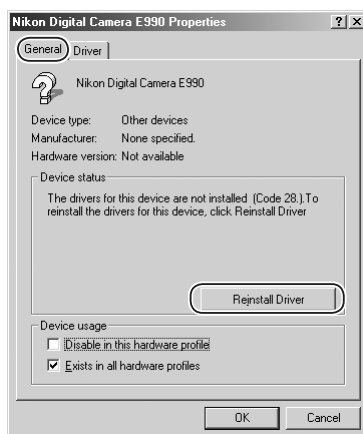 Nikon Digital Camera E990 Properties
General Driver
Nikon Digital Camera E990
Device type: Other devices
Manufacturer: None specified.
Hardware version: Not available
Device status
The drivers for this device are not installed (Code 28.).To
reinstall the drivers for this device, click Reinstall Driver
Reinstall Driver
Device usage
Disable in this hardware profile
Exists in all hardware profiles
OK Cancel